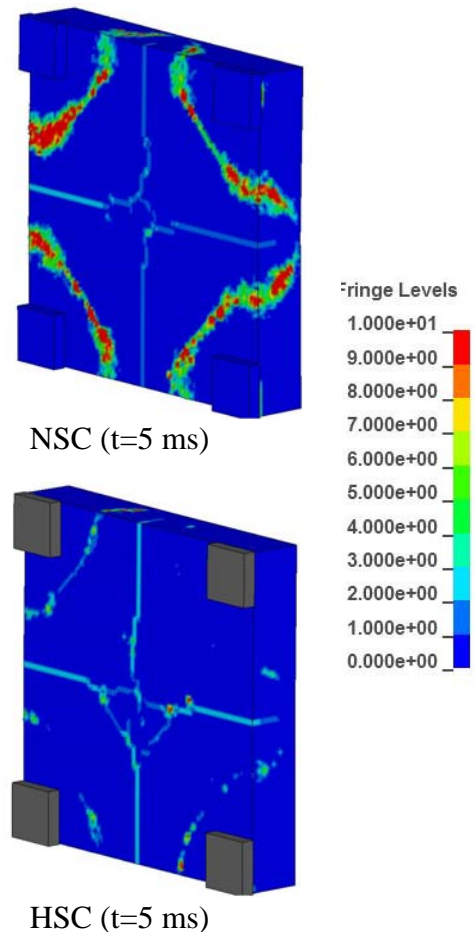 Fringe Levels
1.000e+01
9.000e+00
8.000e+00
7.000e+00
6.000e+00
5.000e+00
4.000e+00
3.000e+00
2.000e+00
1.000e+00
0.000e+00
NSC (t=5 ms)
HSC (t=5 ms)